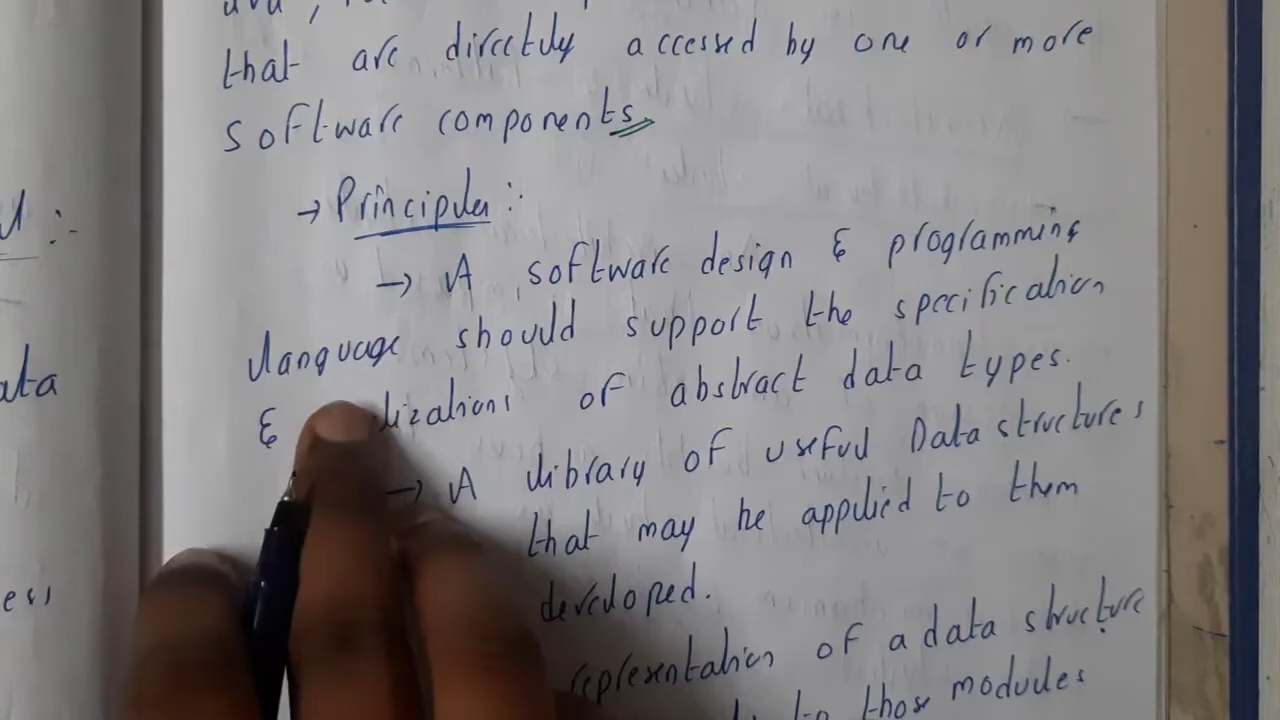 that are directly accessed by one or more
software components
→ Principles :
→ A software design & programming
language should support the specification
& of abstract data types.
→ A library of useful Data structures
that may be applied to them
developed.
representation of a data structure
to those modules